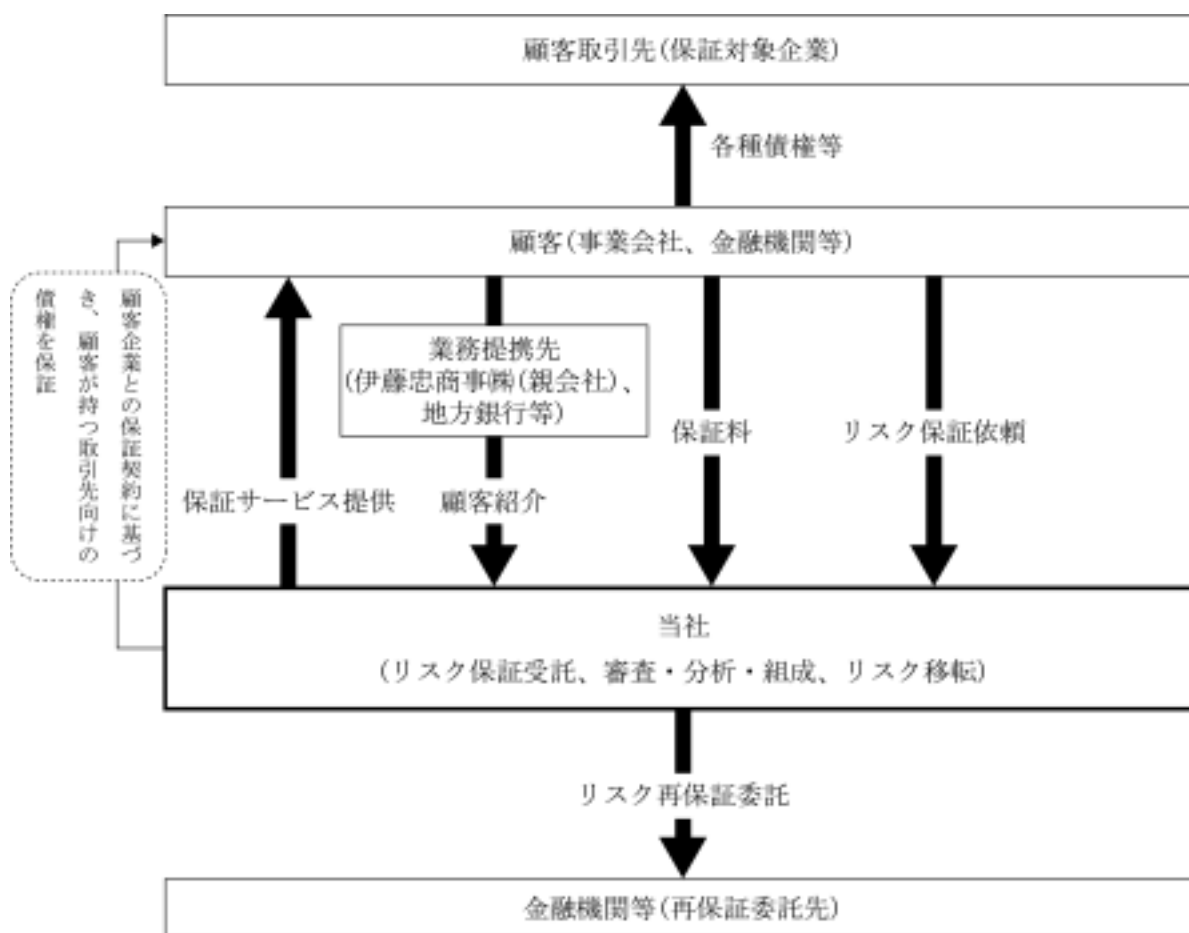 顧客取引先(保証対象企業)
各種債権等
顧客(事業会社、金融機関等)
顧客企業との保証契約に基づ
き、顧客が持つ取引先向けの
債権を保証
業務提携先
(伊藤忠商事㈱(親会社)、
地方銀行等)
保証サービス提供
顧客紹介
保証料
リスク保証依頼
当社
(リスク保証受託、審査・分析・組成、リスク移転)
リスク再保証委託
金融機関等(再保証委託先)